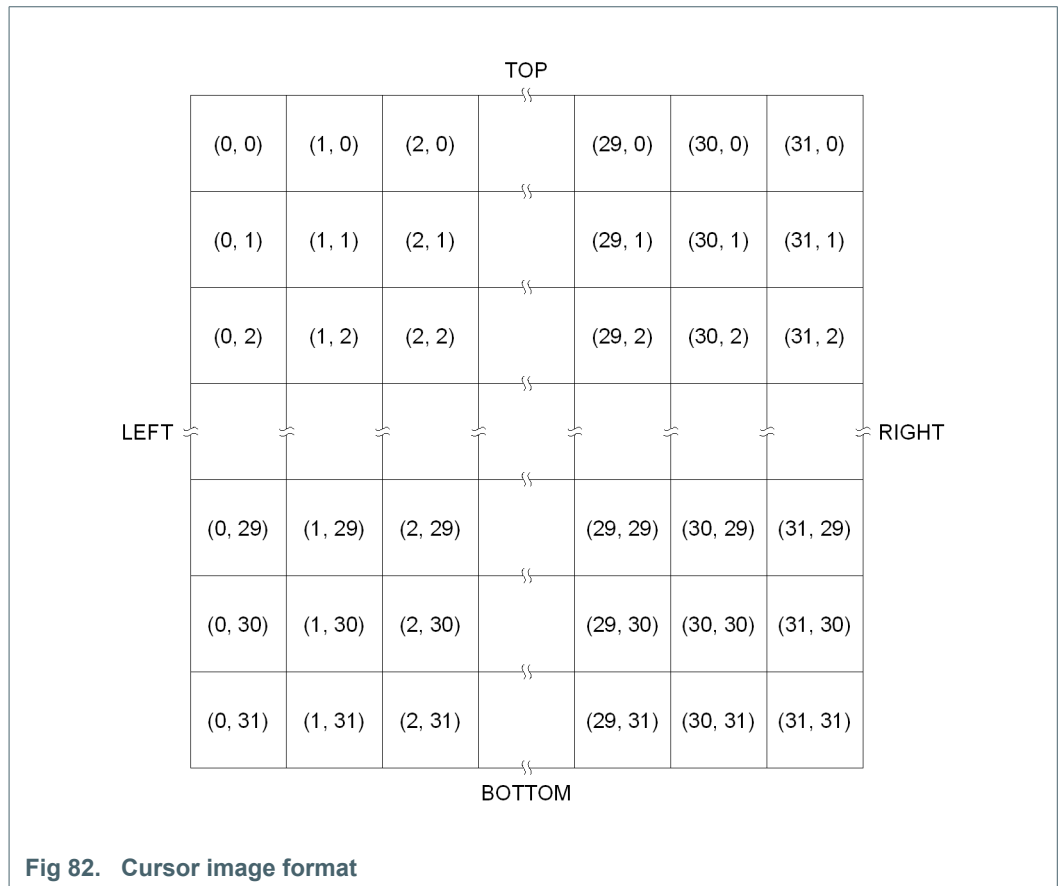 TOP
(0, 0) (1, 0) (2, 0) (29, 0) (30, 0) (31, 0)
(0, 1) (1, 1) (2, 1) (29, 1) (30, 1) (31, 1)
(0, 2) (1, 2) (2, 2) (29, 2) (30, 2) (31, 2)
LEFT RIGHT
(0, 29) (1, 29) (2, 29) (29, 29) (30, 29) (31, 29)
(0, 30) (1, 30) (2, 30) (29, 30) (30, 30) (31, 30)
(0, 31) (1, 31) (2, 31) (29, 31) (30, 31) (31, 31)
BOTTOM
Fig 82. Cursor image format